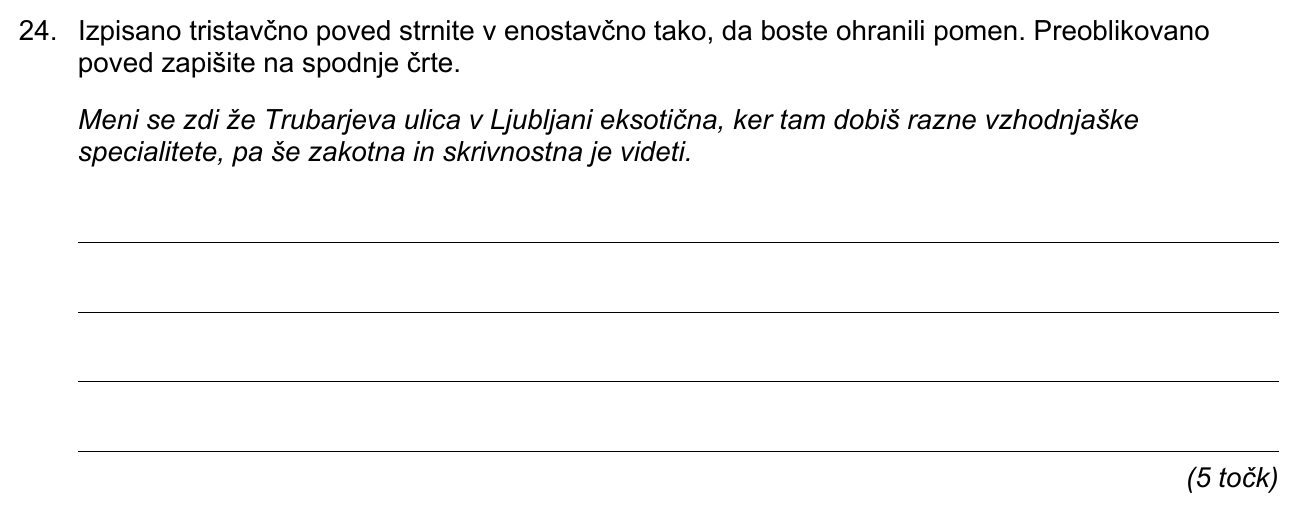 24. Izpisano tristavčno poved strnite v enostavčno tako, da boste ohranili pomen. Preoblikovano
poved zapišite na spodnje črte.
Meni se zdi že Trubarjeva ulica v Ljubljani eksotična, ker tam dobiš razne vzhodnjaške
specialitete, pa še zakotna in skrivnostna je videti.
(5 točk)